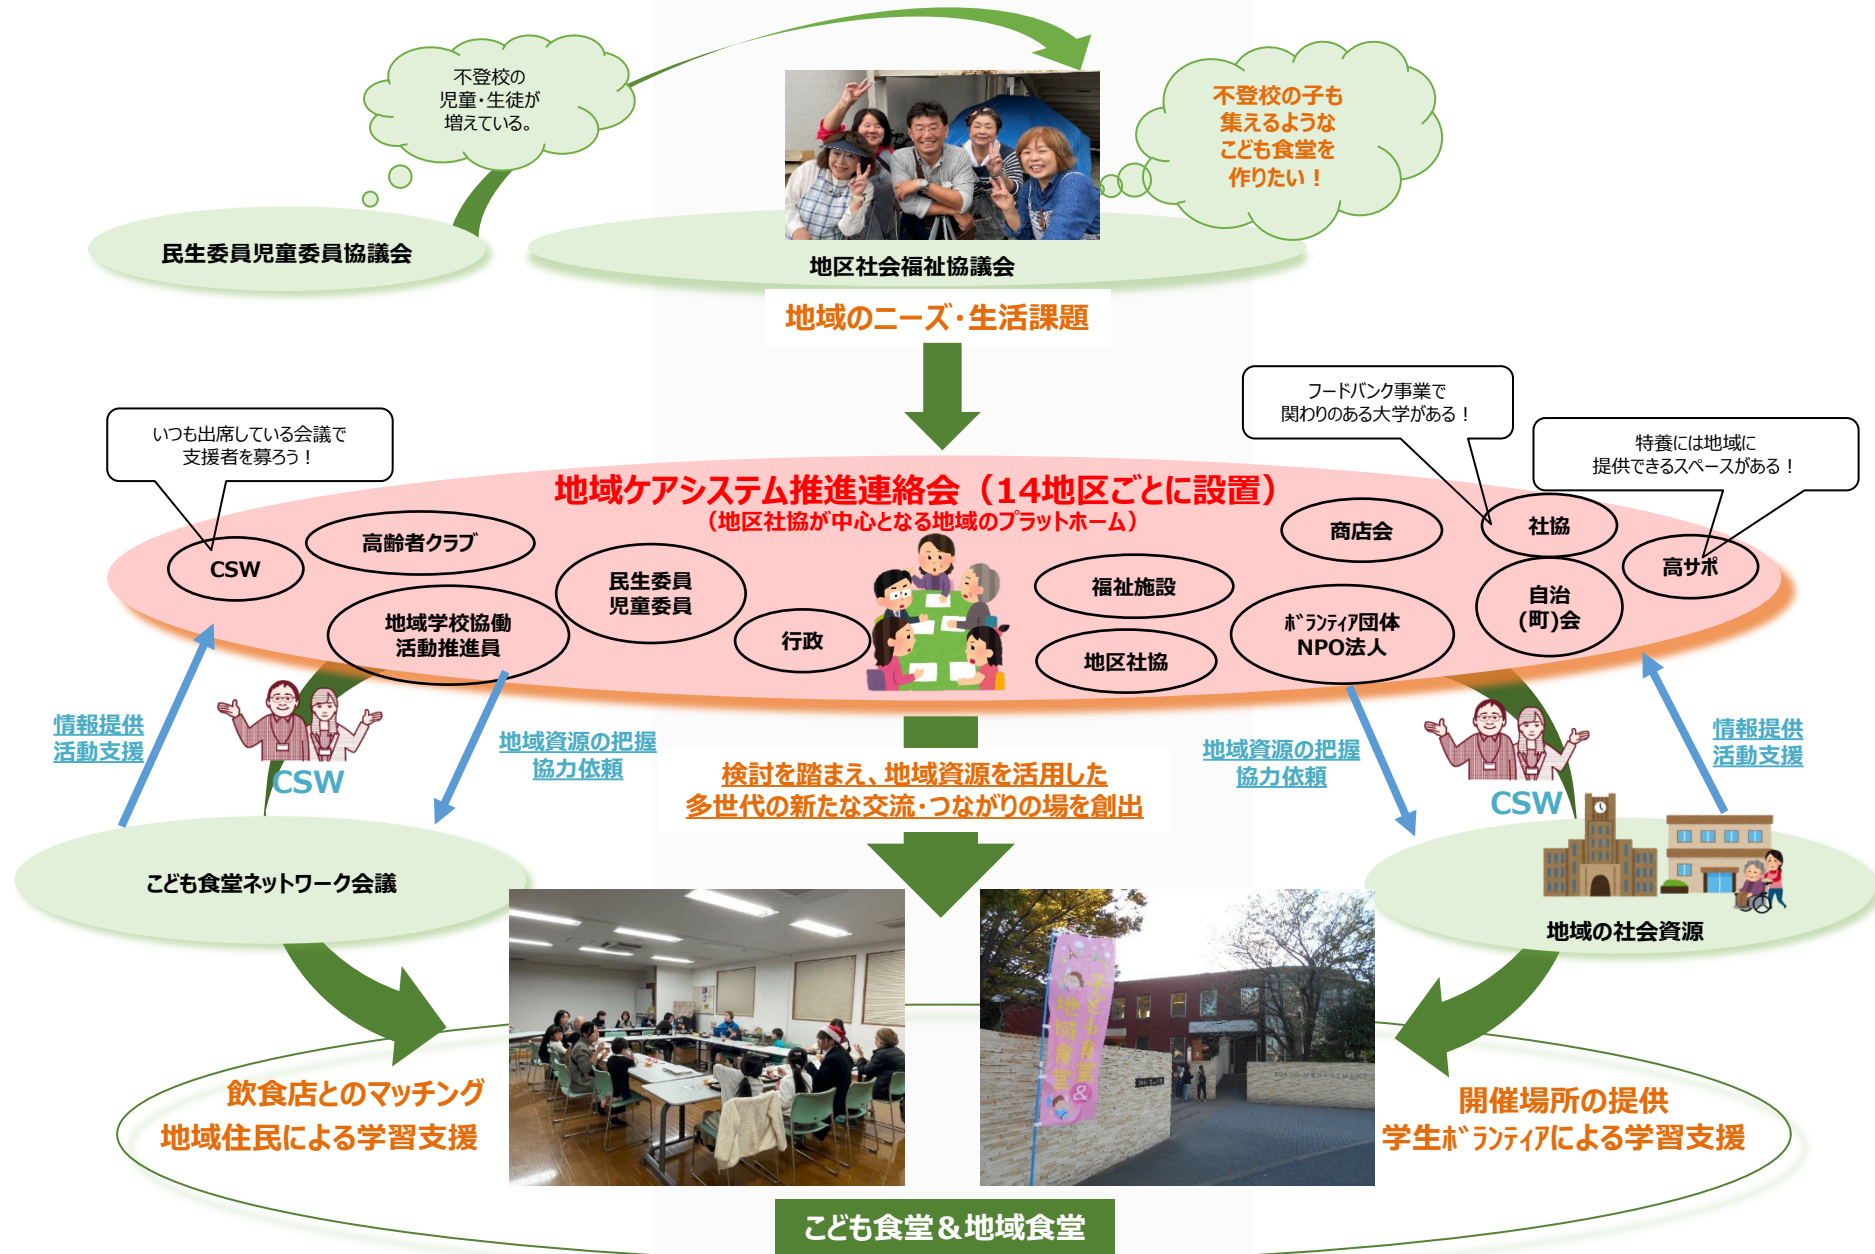 不登校の
児童・生徒が
増えている。
不登校の子も
集えるような
こども食堂を
作りたい！
民生委員児童委員協議会
地区社会福祉協議会
地域のニーズ・生活課題
いつも出席している会議で
支援者を募ろう！
フードバンク事業で
関わりのある大学がある！
特養には地域に
提供できるスペースがある！
地域ケアシステム推進連絡会（14地区ごとに設置）
（地区社協が中心となる地域のプラットホーム）
CSW
高齢者クラブ
地域学校協働
活動推進員
民生委員
児童委員
行政
福祉施設
地区社協
商店会
ﾎﾞﾗﾝﾃｨｱ団体
NPO法人
社協
自治
(町)会
高サポ
情報提供
活動支援
CSW
地域資源の把握
協力依頼
検討を踏まえ、地域資源を活用した
多世代の新たな交流・つながりの場を創出
地域資源の把握
協力依頼
CSW
情報提供
活動支援
こども食堂ネットワーク会議
地域の社会資源
子ども食堂&
地域食堂
TOKYO MANAGEMENT
飲食店とのマッチング
地域住民による学習支援
開催場所の提供
学生ﾎﾞﾗﾝﾃｨｱによる学習支援
こども食堂＆地域食堂